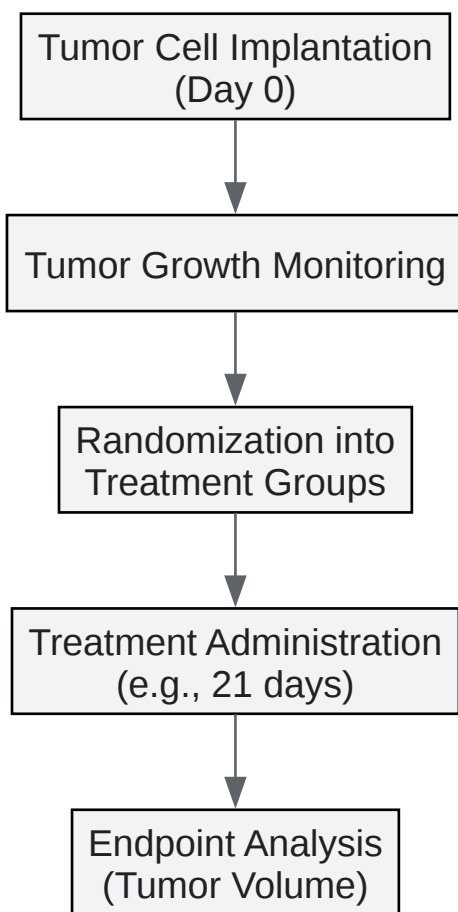 Tumor Cell Implantation
(Day 0)
Tumor Growth Monitoring
Randomization into
Treatment Groups
Treatment Administration
(e.g., 21 days)
Endpoint Analysis
(Tumor Volume)